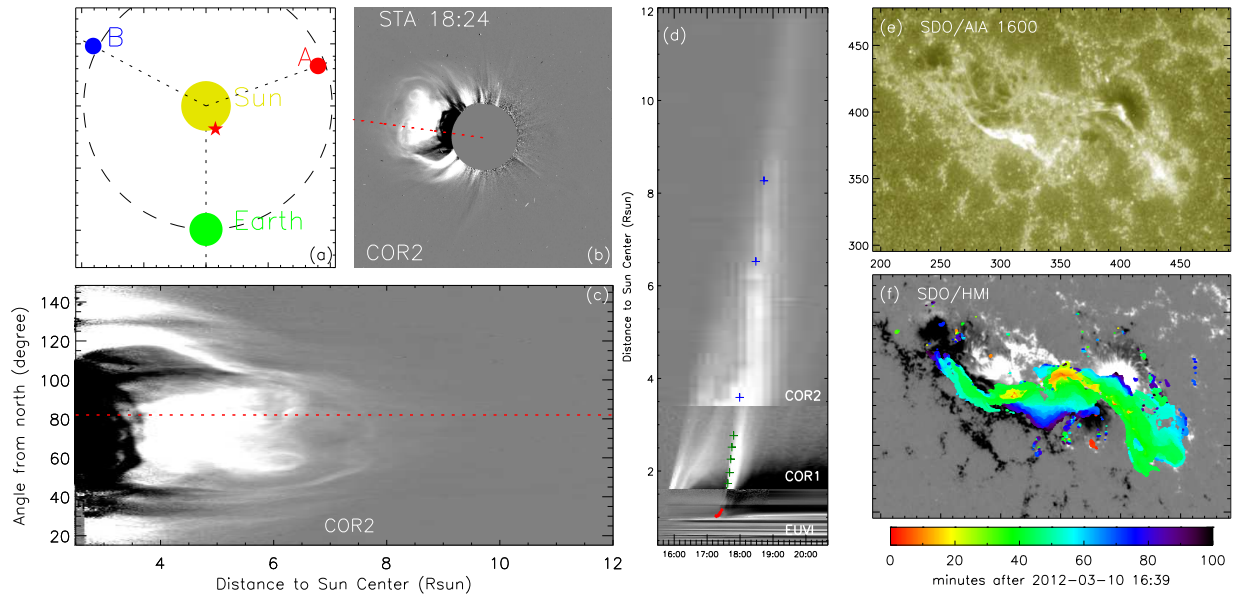 B
A
Sun
Earth
(a)
STA 18:24
COR2
(b)
(c)
140
120
100
80
60
40
20
Angle from north (degree)
COR2
4
6
8
10
12
Distance to Sun Center (Rsun)
(d)
12
10
8
6
4
2
Distance to Sun Center (Rsun)
COR2
COR1
EUVI
16:00
17:00
18:00
19:00
20:00
(e) SDO/AIA 1600
450
400
350
300
200
250
300
350
400
450
(f) SDO/HMI
0
20
40
60
80
100
minutes after 2012-03-10 16:39